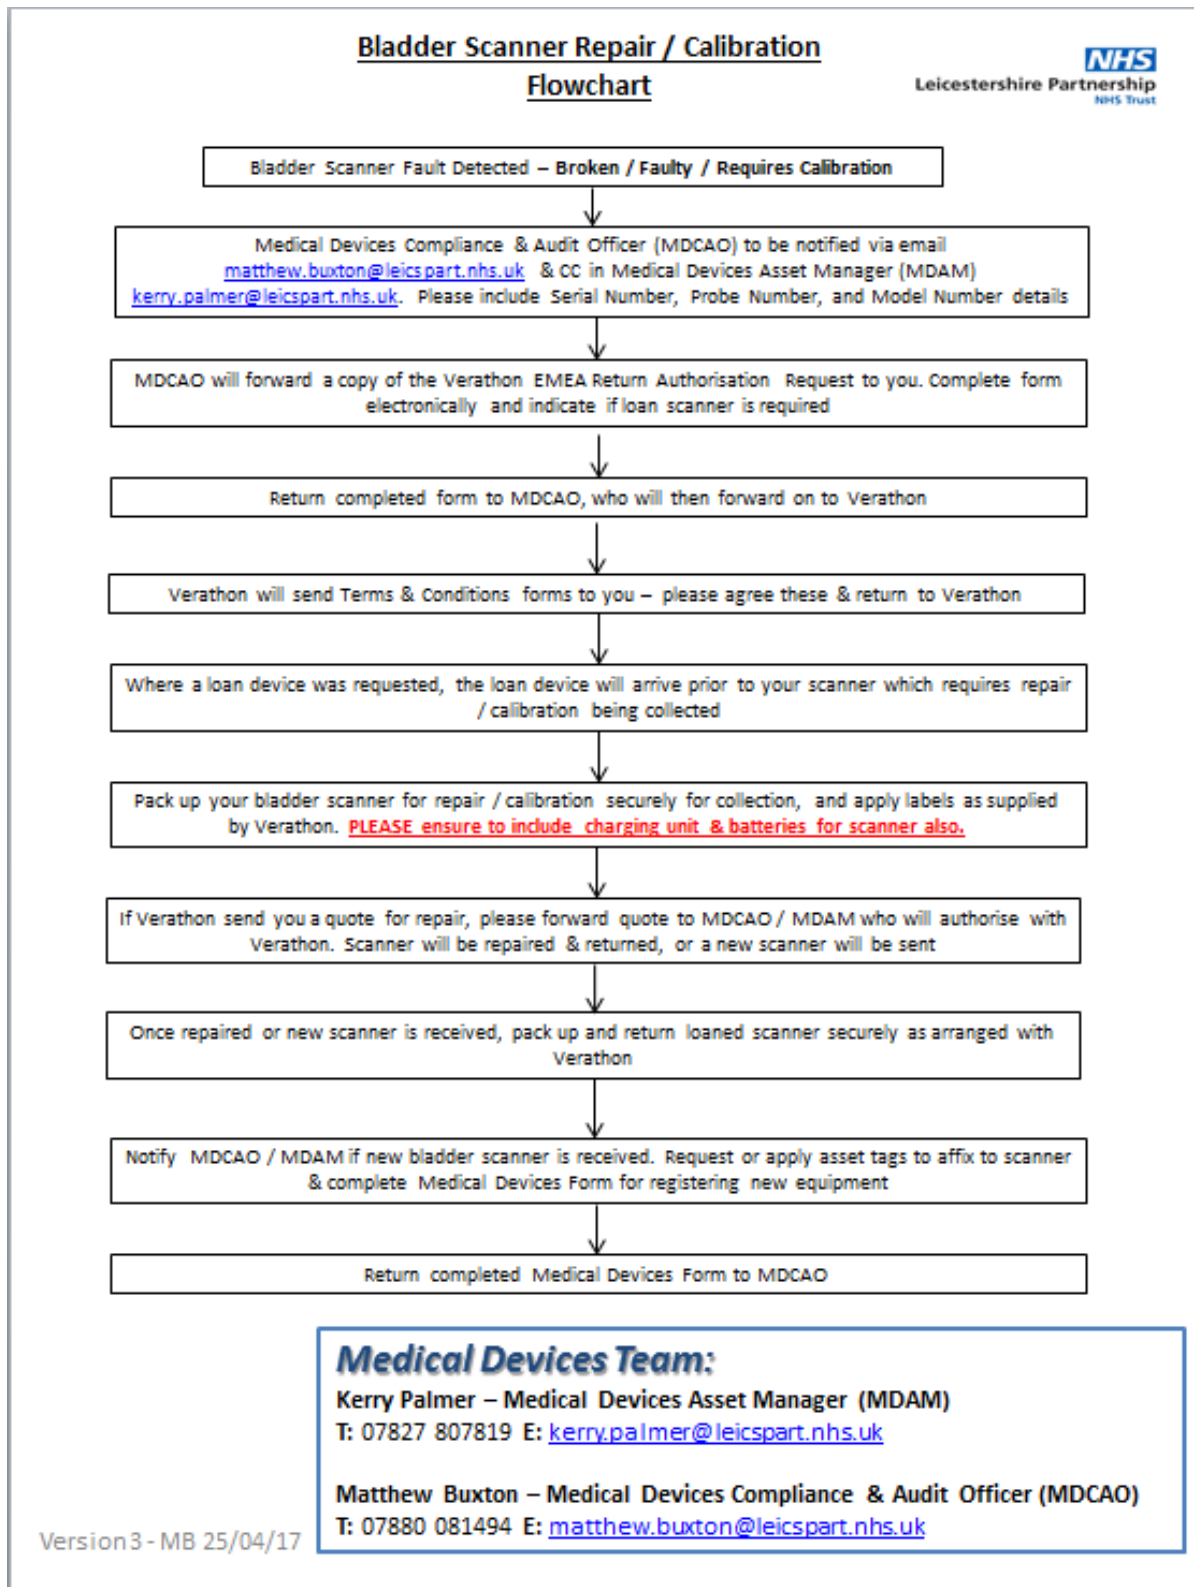 Bladder Scanner Repair / Calibration
Flowchart
NHS
Leicestershire Partnership
NHS Trust
Bladder Scanner Fault Detected – Broken / Faulty / Requires Calibration
Medical Devices Compliance & Audit Officer (MDCAO) to be notified via email
matthew.buxton@leicspart.nhs.uk & CC in Medical Devices Asset Manager (MDAM)
kerry.palmer@leicspart.nhs.uk. Please include Serial Number, Probe Number, and Model Number details
MDCAO will forward a copy of the Verathon EMEA Return Authorisation Request to you. Complete form
electronically and indicate if loan scanner is required
Return completed form to MDCAO, who will then forward on to Verathon
Verathon will send Terms & Conditions forms to you – please agree these & return to Verathon
Where a loan device was requested, the loan device will arrive prior to your scanner which requires repair
/ calibration being collected
Pack up your bladder scanner for repair / calibration securely for collection, and apply labels as supplied
by Verathon. PLEASE ensure to include charging unit & batteries for scanner also.
If Verathon send you a quote for repair, please forward quote to MDCAO / MDAM who will authorise with
Verathon. Scanner will be repaired & returned, or a new scanner will be sent
Once repaired or new scanner is received, pack up and return loaned scanner securely as arranged with
Verathon
Notify MDCAO / MDAM if new bladder scanner is received. Request or apply asset tags to affix to scanner
& complete Medical Devices Form for registering new equipment
Return completed Medical Devices Form to MDCAO
Medical Devices Team:
Kerry Palmer – Medical Devices Asset Manager (MDAM)
T: 07827 807819 E: kerry.palmer@leicspart.nhs.uk
Matthew Buxton – Medical Devices Compliance & Audit Officer (MDCAO)
T: 07880 081494 E: matthew.buxton@leicspart.nhs.uk
Version3 - MB 25/04/17